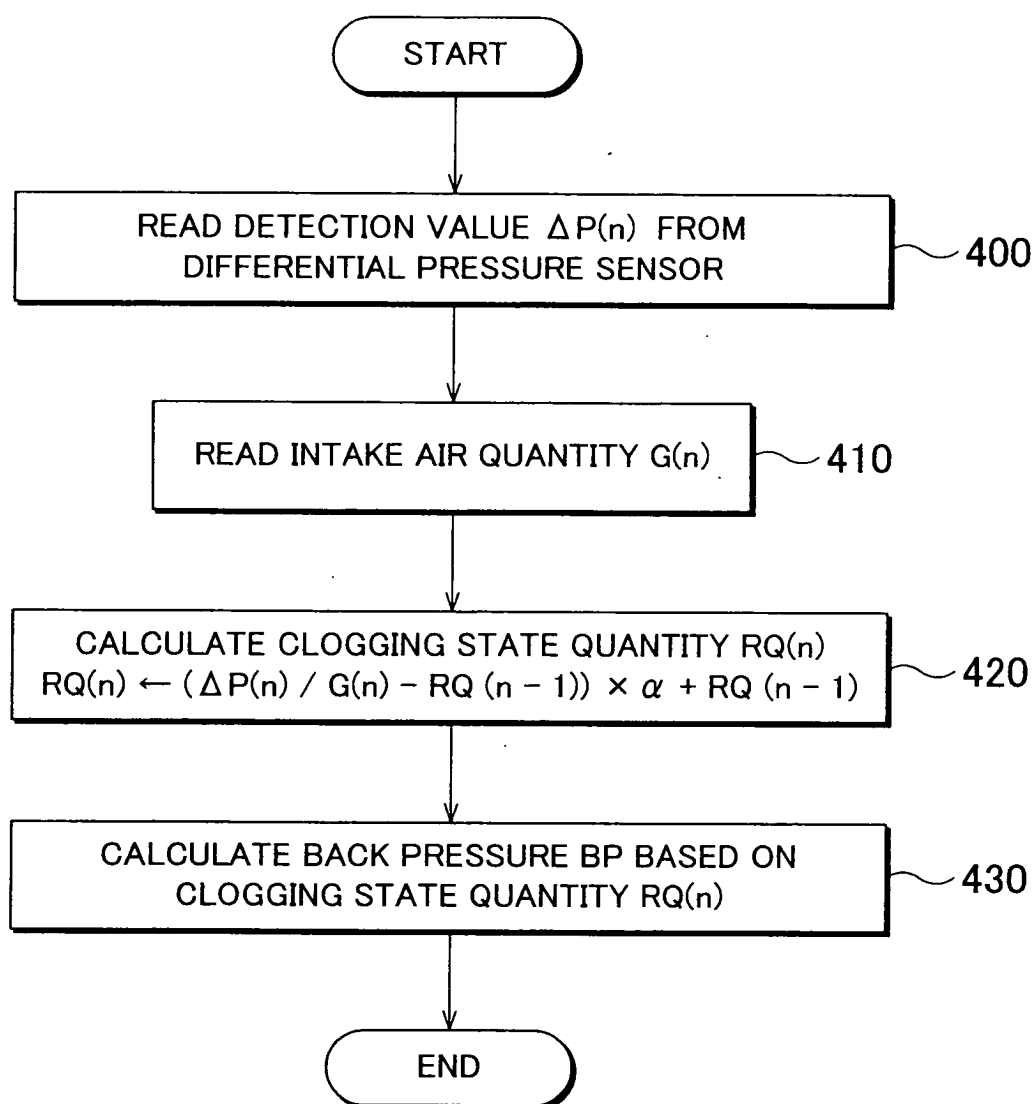 START
READ DETECTION VALUE ΔP(n) FROM
DIFFERENTIAL PRESSURE SENSOR
400
READ INTAKE AIR QUANTITY G(n)
410
CALCULATE CLOGGING STATE QUANTITY RQ(n)
RQ(n) ← (ΔP(n) / G(n) – RQ (n – 1)) × α + RQ (n – 1)
420
CALCULATE BACK PRESSURE BP BASED ON
CLOGGING STATE QUANTITY RQ(n)
430
END